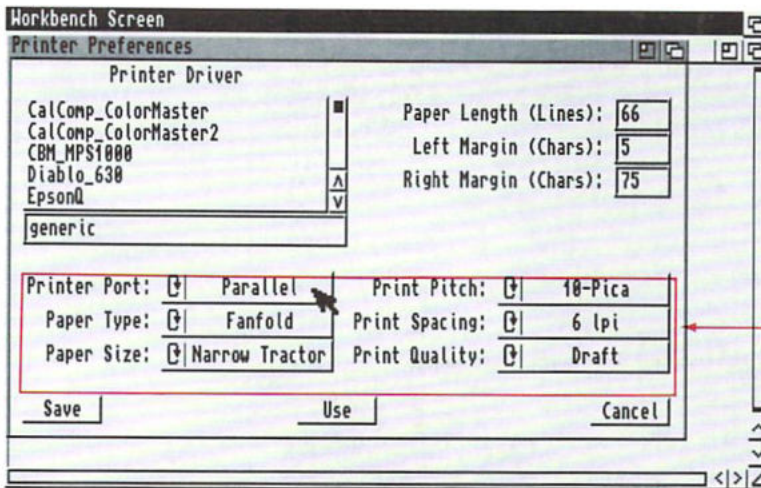 Workbench Screen
Printer Preferences
Printer Driver
CalComp_ColorMaster
CalComp_ColorMaster2
CBM_MPS1000
Diablo_630
EpsonQ
generic
Paper Length (Lines): 66
Left Margin (Chars): 5
Right Margin (Chars): 75
Printer Port: Parallel
Paper Type: Fanfold
Paper Size: Narrow Tractor
Print Pitch: 10-Pica
Print Spacing: 6 lpi
Print Quality: Draft
Save Use Cancel